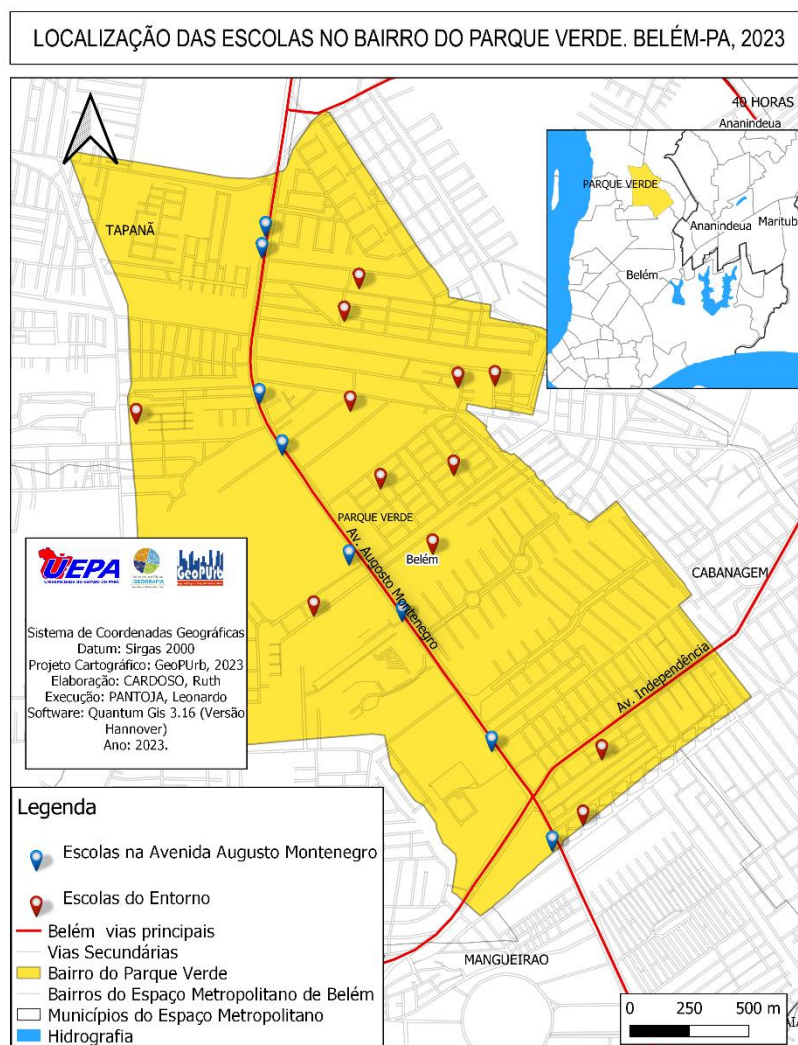 LOCALIZAÇÃO DAS ESCOLAS NO BAIRRO DO PARQUE VERDE. BELÉM-PA, 2023
40 HORAS
Ananindeua
PARQUE VERDE
Ananindeua
Maritub
Belém
TAPANÃ
PARQUE VERDE
Belém
Av. Augusto Montenegro
CABANAGEM
Av. Independência
MANGUEIRAO
UEPA
GEOGRAFIA
GeoPUrb
Sistema de Coordenadas Geográficas
Datum: Sirgas 2000
Projeto Cartográfico: GeoPUrb, 2023
Elaboração: CARDOSO, Ruth
Execução: PANTOJA, Leonardo
Software: Quantum Gis 3.16 (Versão
Hannover)
Ano: 2023.
Legenda
Escolas na Avenida Augusto Montenegro
Escolas do Entorno
Belém vias principais
Vias Secundárias
Bairro do Parque Verde
Bairros do Espaço Metropolitano de Belém
Municípios do Espaço Metropolitano
Hidrografia
0 250 500 m